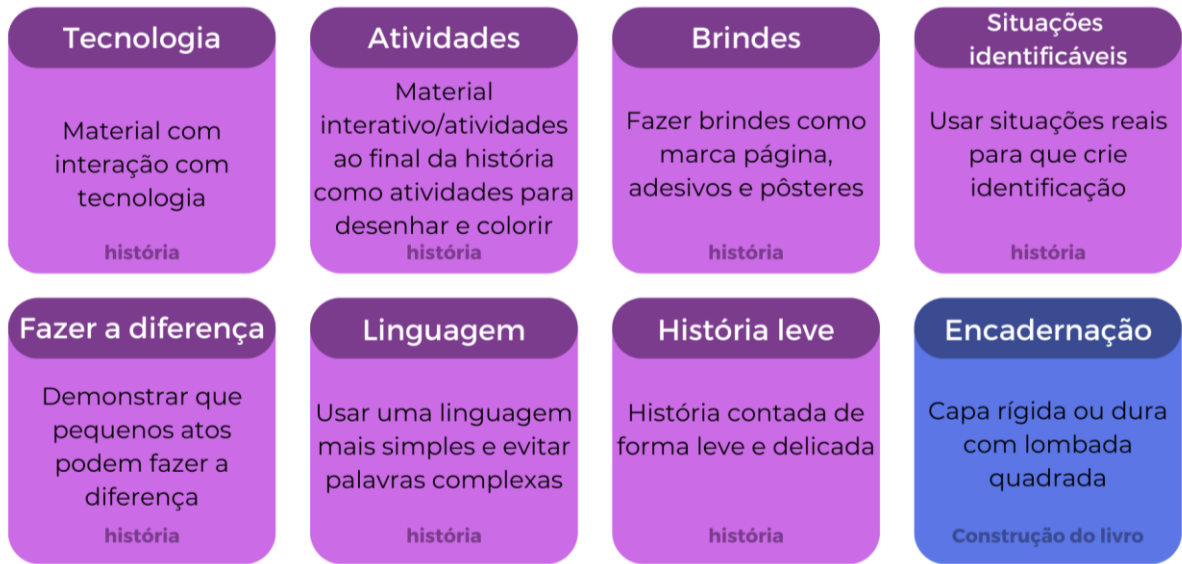 Tecnologia
Material com
interação com
tecnologia
história
Atividades
Material
interativo/atividades
ao final da história
como atividades para
desenhar e colorir
história
Brindes
Fazer brindes como
marca página,
adesivos e pôsteres
história
Situações
identificáveis
Usar situações reais
para que crie
identificação
história
Fazer a diferença
Demonstrar que
pequenos atos
podem fazer a
diferença
história
Linguagem
Usar uma linguagem
mais simples e evitar
palavras complexas
história
História leve
História contada de
forma leve e delicada
história
Encadernação
Capa rígida ou dura
com lombada
quadrada
Construção do livro